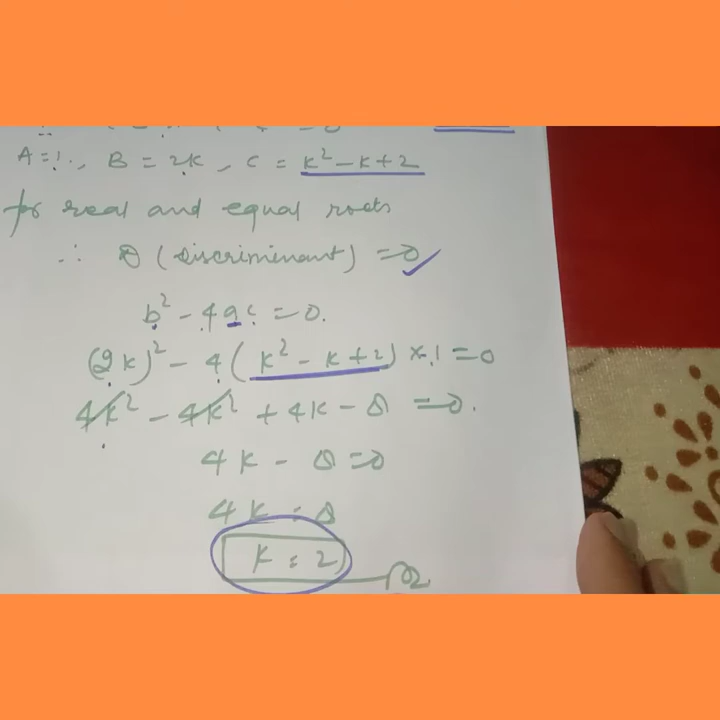 A = 1, B = 2K, C = K² - K + 2
for real and equal roots
∴ D (Discriminant) = 0 ✓
b² - 4ac = 0.
(2K)² - 4(K² - K + 2) × 1 = 0
4K² - 4K² + 4K - 8 = 0.
4K - 8 = 0
4K = 8
K = 2